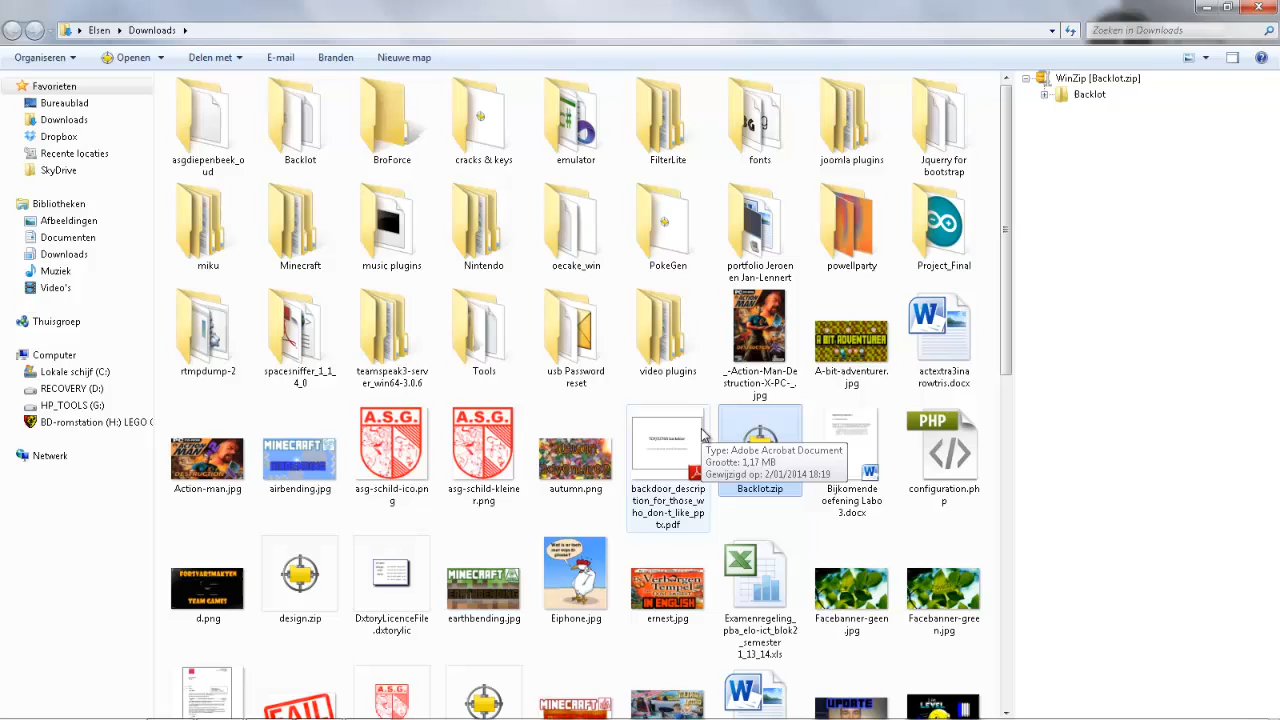 Elsen
Downloads
Zoeken in Downloads
Organiseren
Openen
Delen met
E-mail
Branden
Nieuwe map
Favorieten
Bureaublad
Downloads
Dropbox
Recente locaties
SkyDrive
Bibliotheken
Afbeeldingen
Documenten
Downloads
Muziek
Video's
Thuisgroep
Computer
Lokale schijf (C:)
RECOVERY (D:)
HP_TOOLS (G:)
BD-romstation (H:) LEGO
Netwerk
asgdiepenbeek_o
ud
Backlot
BroForce
cracks & keys
emulator
FilterLite
fonts
joomla plugins
Jquerry for
bootstrap
miku
Minecraft
music plugins
Nintendo
oecake_win
PokeGen
portfolio Jeroen
en Jan-Lennert
powellparty
Project_Final
rtmpdump-2
spacesniffer_1_1_
4_0
teamspeak3-serv
er_win64-3.0.6
Tools
usb Password
reset
video plugins
_-Action-Man-De
struction-X-PC-_.
jpg
A-bit-adventurer.
jpg
actextra3ina
rowtris.docx
Action-man.jpg
airbending.jpg
A.S.G.
asg-schild-ico.pn
g
A.S.G.
asg-schild-kleine
r.png
autumn.png
backdoor_descrip
tion_for_those_w
ho_don-t_like_pp
tx.pdf
Backlot.zip
Type: Adobe Acrobat Document
Grootte: 1,17 MB
Gewijzigd op: 2/01/2014 18:19
Bijkomende
oefening Labo
3.docx
PHP
configuration.ph
p
d.png
design.zip
DxtoryLicenceFile
.dxtorylic
earthbending.jpg
Eiphone.jpg
ernest.jpg
Examenregeling_
pba_elo-ict_blok2
_semester
1_13_14.xls
Facebanner-geen
.jpg
Facebanner-gree
n.jpg
WinZip [Backlot.zip]
Backlot